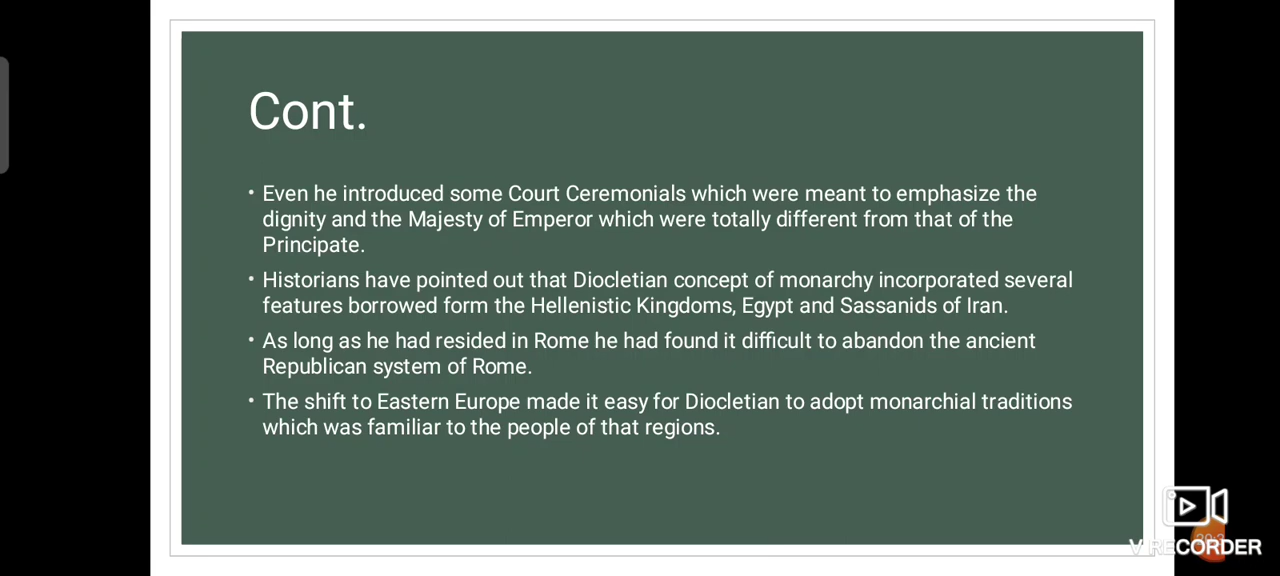 Cont.
• Even he introduced some Court Ceremonials which were meant to emphasize the
dignity and the Majesty of Emperor which were totally different from that of the
Principate.
• Historians have pointed out that Diocletian concept of monarchy incorporated several
features borrowed form the Hellenistic Kingdoms, Egypt and Sassanids of Iran.
• As long as he had resided in Rome he had found it difficult to abandon the ancient
Republican system of Rome.
• The shift to Eastern Europe made it easy for Diocletian to adopt monarchial traditions
which was familiar to the people of that regions.
V RECORDER